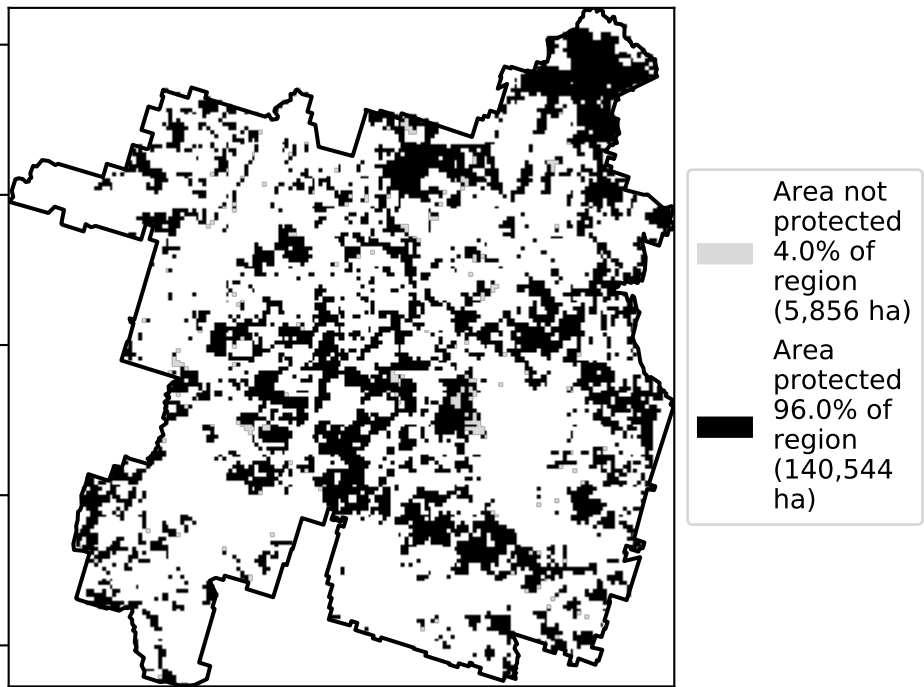 Area not
protected
4.0% of
region
(5,856 ha)
Area
protected
96.0% of
region
(140,544
ha)